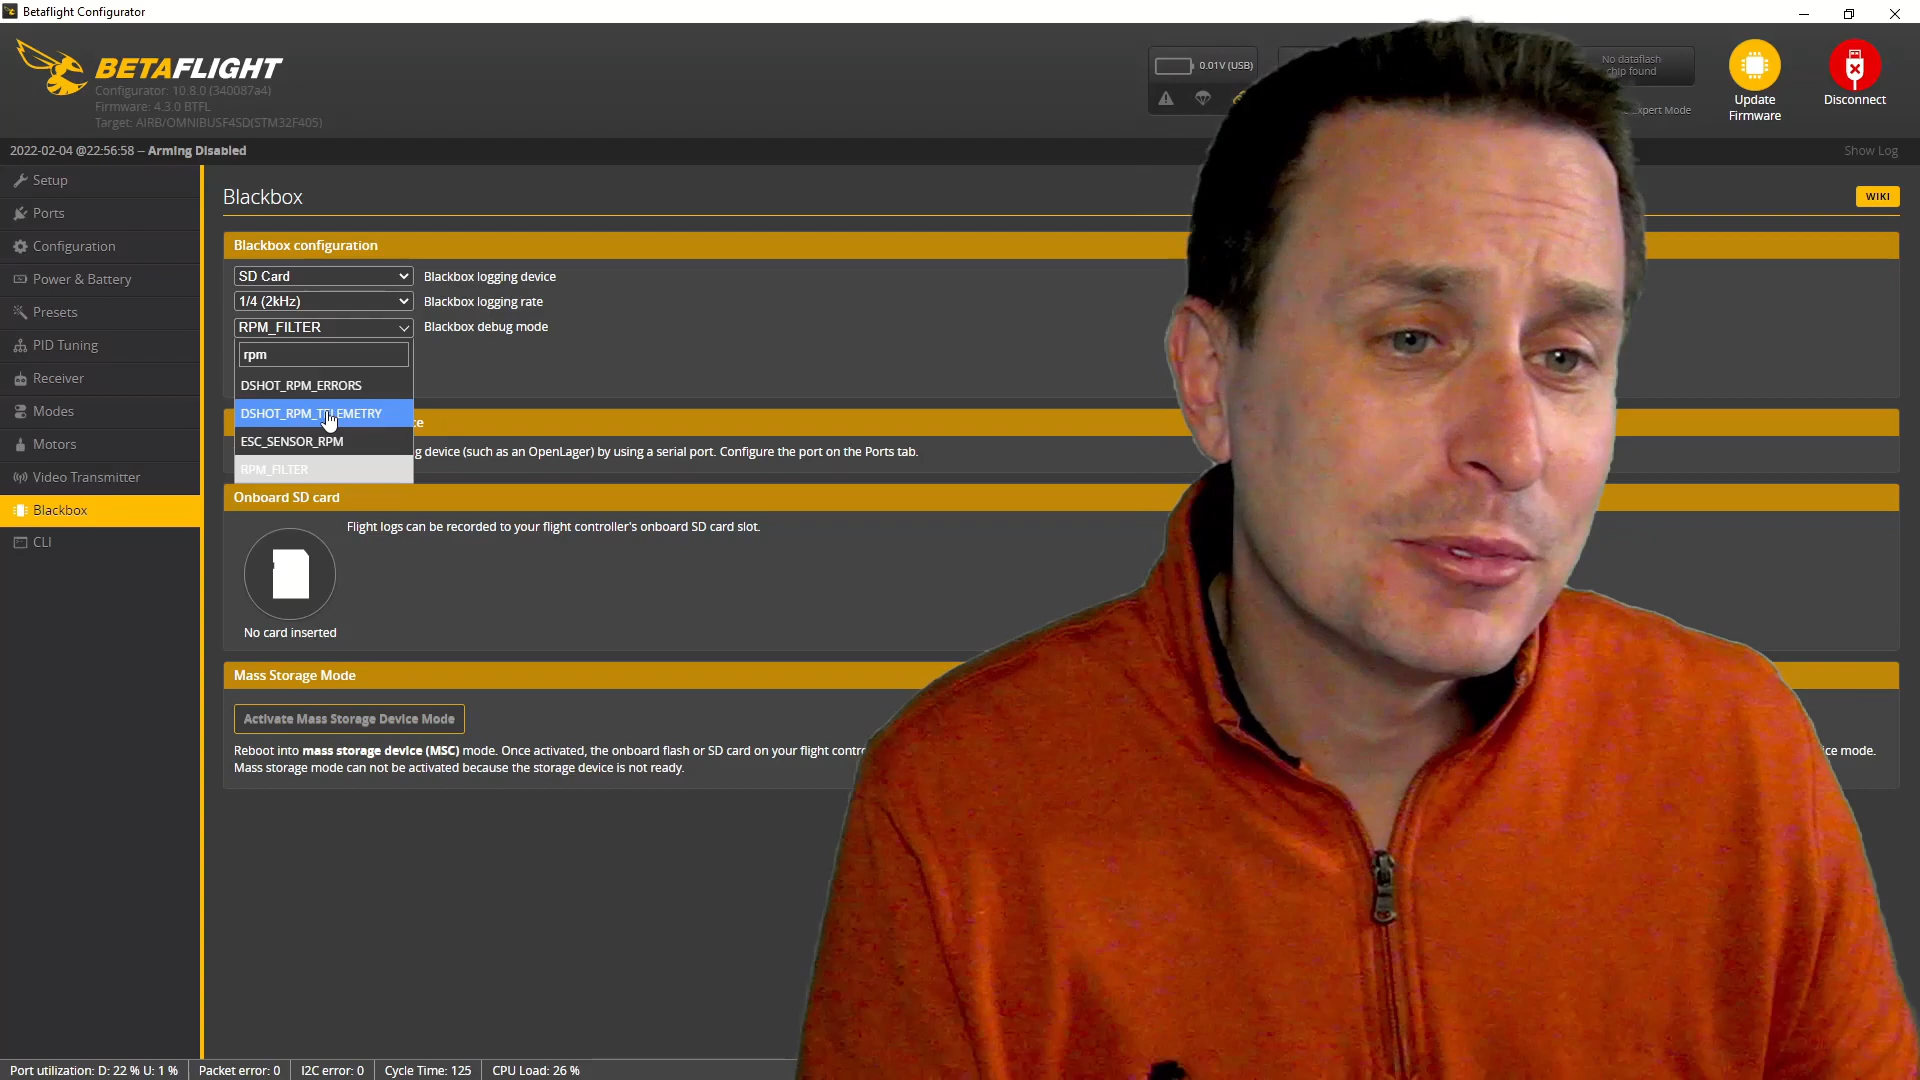 Betaflight Configurator
BETAFLIGHT
Configurator: 10.8.0 (340087a4)
Firmware: 4.3.0 BTFL
Target: AIRB/OMNIBUSF4SD(STM32F405)
0.01V (USB)
No dataflash
chip found
Expert Mode
Update
Firmware
Disconnect
2022-02-04 @22:56:58 -- Arming Disabled
Show Log
Setup
Ports
Configuration
Power & Battery
Presets
PID Tuning
Receiver
Modes
Motors
Video Transmitter
Blackbox
CLI
Blackbox
WIKI
Blackbox configuration
SD Card
Blackbox logging device
1/4 (2kHz)
Blackbox logging rate
RPM_FILTER
Blackbox debug mode
rpm
DSHOT_RPM_ERRORS
DSHOT_RPM_TELEMETRY
ESC_SENSOR_RPM
RPM_FILTER
ce
g device (such as an OpenLager) by using a serial port. Configure the port on the Ports tab.
Onboard SD card
Flight logs can be recorded to your flight controller's onboard SD card slot.
No card inserted
Mass Storage Mode
Activate Mass Storage Device Mode
Reboot into mass storage device (MSC) mode. Once activated, the onboard flash or SD card on your flight contro
ce mode.
Mass storage mode can not be activated because the storage device is not ready.
Port utilization: D: 22 % U: 1 %
Packet error: 0
I2C error: 0
Cycle Time: 125
CPU Load: 26 %